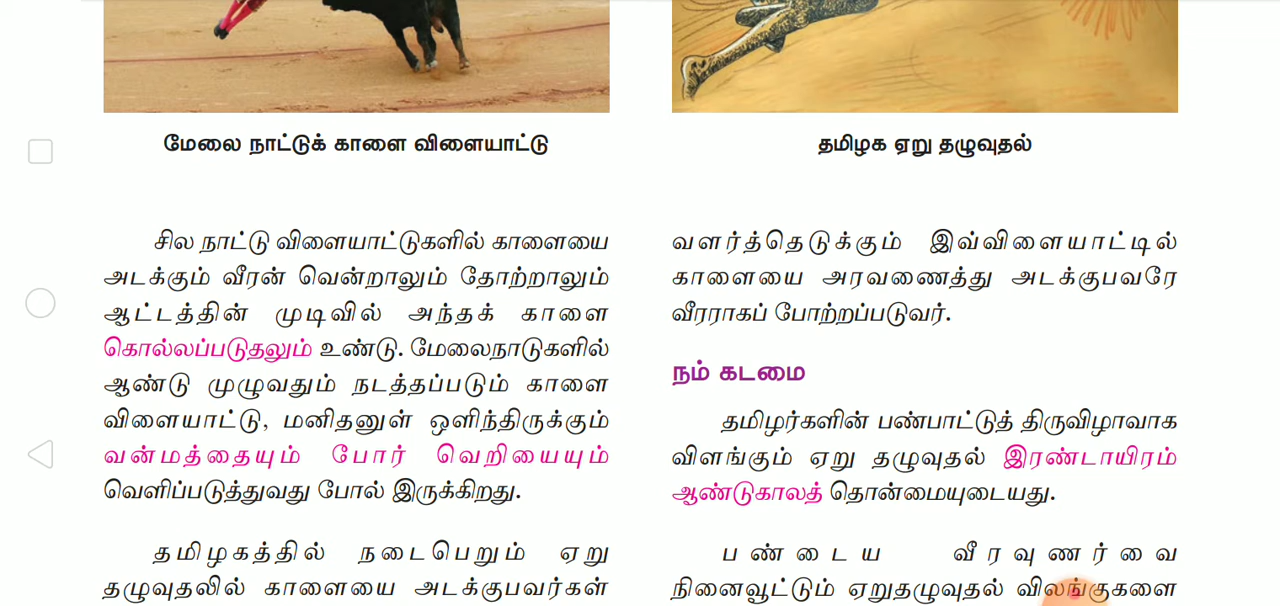 மேலை நாட்டுக் காளை விளையாட்டு
தமிழக ஏறு தழுவுதல்
சில நாட்டு விளையாட்டுகளில் காளையை
அடக்கும் வீரன் வென்றாலும் தோற்றாலும்
ஆட்டத்தின் முடிவில் அந்தக் காளை
கொல்லப்படுதலும் உண்டு. மேலைநாடுகளில்
ஆண்டு முழுவதும் நடத்தப்படும் காளை
விளையாட்டு, மனிதனுள் ஒளிந்திருக்கும்
வன்மத்தையும் போர் வெறியையும்
வெளிப்படுத்துவது போல் இருக்கிறது.
தமிழகத்தில் நடைபெறும் ஏறு
தழுவுதலில் காளையை அடக்குபவர்கள்
வளர்த்தெடுக்கும் இவ்விளையாட்டில்
காளையை அரவணைத்து அடக்குபவரே
வீரராகப் போற்றப்படுவர்.
நம் கடமை
தமிழர்களின் பண்பாட்டுத் திருவிழாவாக
விளங்கும் ஏறு தழுவுதல் இரண்டாயிரம்
ஆண்டுகாலத் தொன்மையுடையது.
பண்டைய வீரவுணர்வை
நினைவூட்டும் ஏறுதழுவுதல் விலங்குகளை